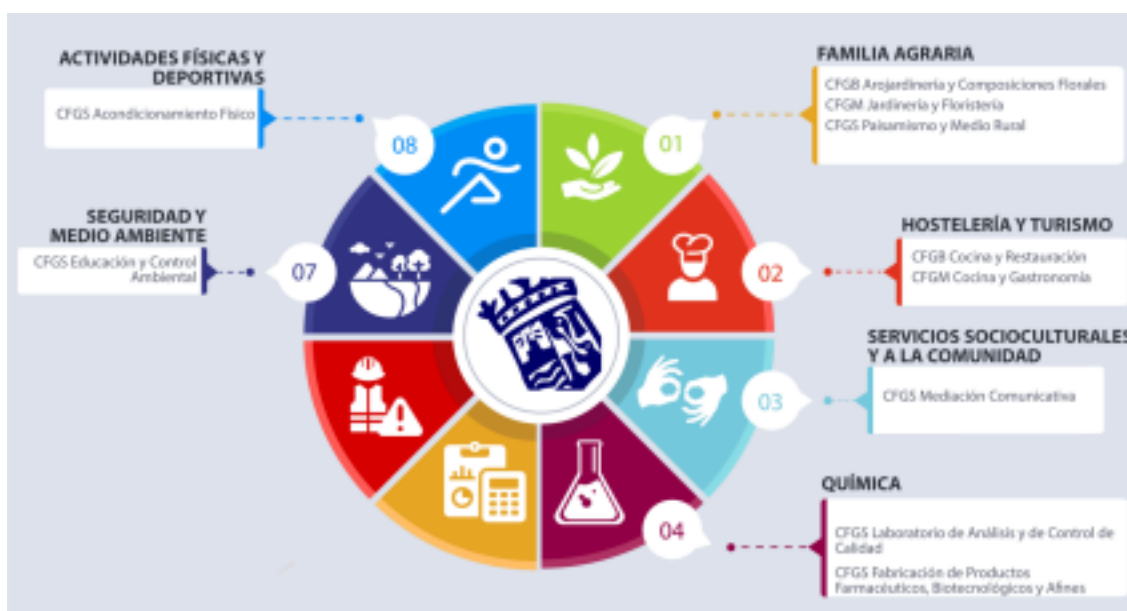 ACTIVIDADES FÍSICAS Y
DEPORTIVAS
CFGS Acondicionamiento Físico
08
SEGURIDAD Y
MEDIO AMBIENTE
CFGS Educación y Control
Ambiental
07
FAMILIA AGRARIA
CFGB Arojardinería y Composiciones Florales
CFGM Jardinería y Floristería
CFGS Paisamismo y Medio Rural
01
HOSTELERÍA Y TURISMO
CFGB Cocina y Restauración
CFGM Cocina y Gastronomía
02
SERVICIOS SOCIOCULTURALES
Y A LA COMUNIDAD
CFGS Mediación Comunicativa
03
QUÍMICA
CFGS Laboratorio de Análisis y de Control de
Calidad
CFGS Fabricación de Productos
Farmacéuticos, Biotecnológicos y Afines
04